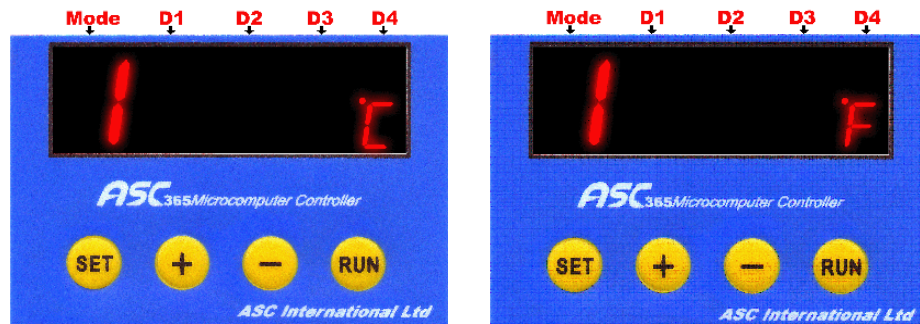 Mode D1 D2 D3 D4
1 °C
ASC365Microcomputer Controller
SET + − RUN
ASC International Ltd
Mode D1 D2 D3 D4
1 °F
ASC365Microcomputer Controller
SET + − RUN
ASC International Ltd